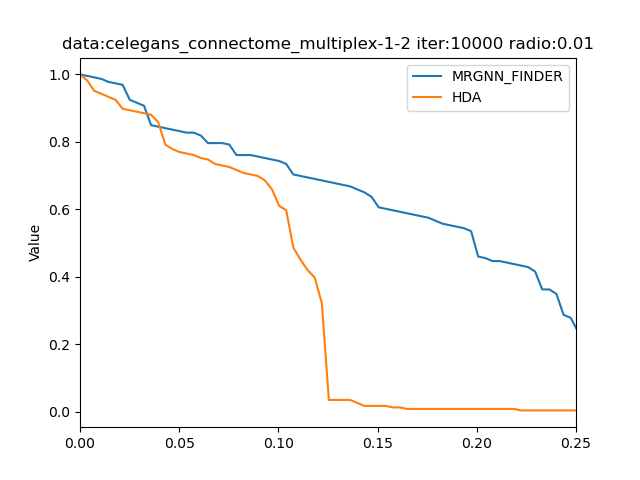 data:celegans_connectome_multiplex-1-2 iter:10000 radio:0.01
MRGNN_FINDER
HDA
Value
1.0
0.8
0.6
0.4
0.2
0.0
0.00 0.05 0.10 0.15 0.20 0.25